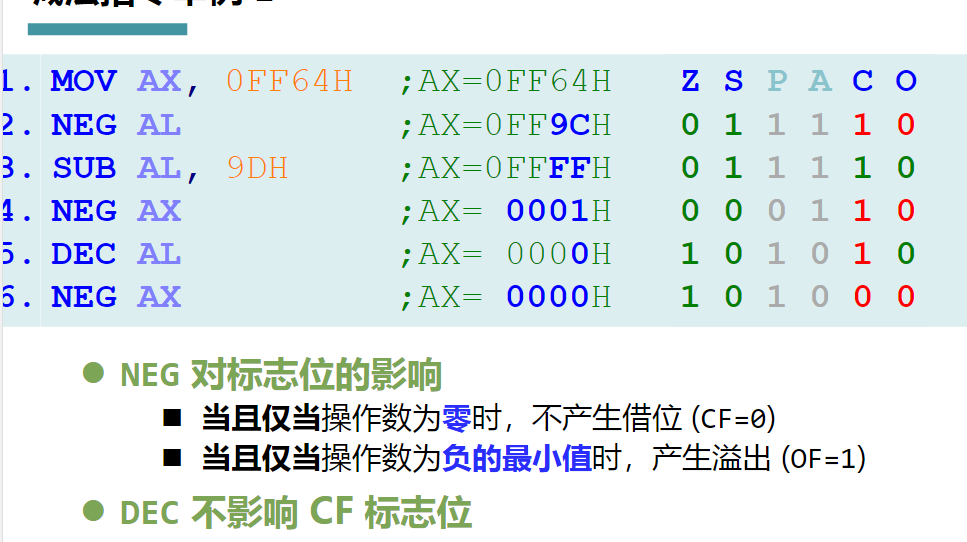 1. MOV AX, 0FF64H ;AX=0FF64H Z S P A C O
2. NEG AL ;AX=0FF9CH 0 1 1 1 1 0
3. SUB AL, 9DH ;AX=0FFFFH 0 1 1 1 1 0
4. NEG AX ;AX= 0001H 0 0 0 1 1 0
5. DEC AL ;AX= 0000H 1 0 1 0 1 0
6. NEG AX ;AX= 0000H 1 0 1 0 0 0
● NEG 对标志位的影响
■ 当且仅当操作数为零时，不产生借位 (CF=0)
■ 当且仅当操作数为负的最小值时，产生溢出 (OF=1)
● DEC 不影响 CF 标志位